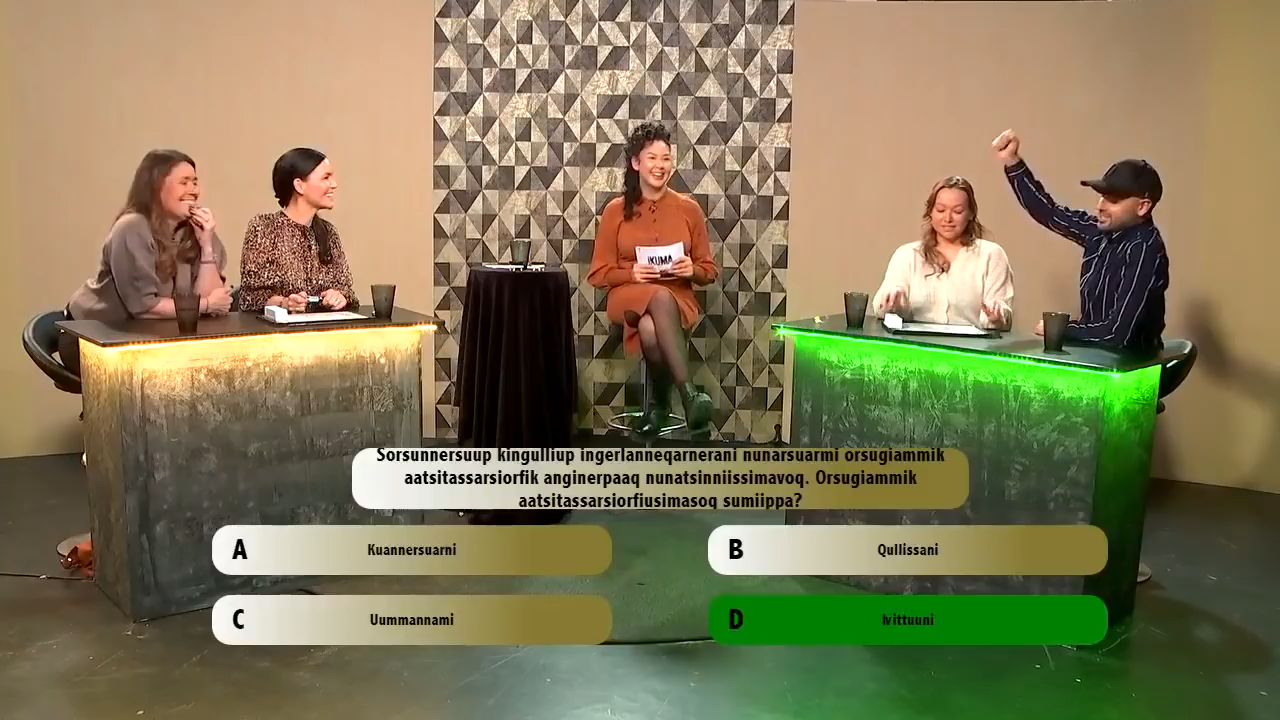 IKUMA
Sorsunnersuup kingulliup ingerlanneqarnerani nunarsuarmi orsugiammik
aatsitassarsiorfik anginerpaaq nunatsinniissimavoq. Orsugiammik
aatsitassarsiorfiusimasoq sumiippa?
A Kuannersuarni
B Qullissani
C Uummannami
D Ivittuuni